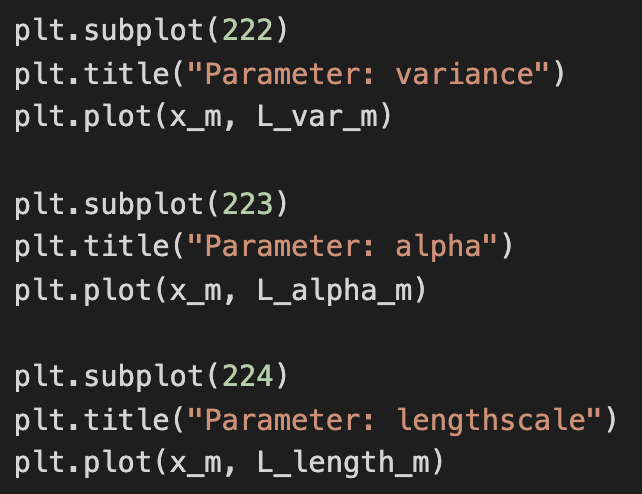 plt.subplot(222)
plt.title("Parameter: variance")
plt.plot(x_m, L_var_m)
plt.subplot(223)
plt.title("Parameter: alpha")
plt.plot(x_m, L_alpha_m)
plt.subplot(224)
plt.title("Parameter: lengthscale")
plt.plot(x_m, L_length_m)